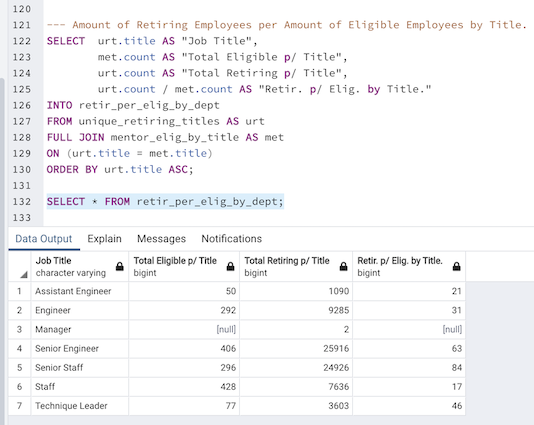 120
121 --- Amount of Retiring Employees per Amount of Eligible Employees by Title.
122 SELECT urt.title AS "Job Title",
123 met.count AS "Total Eligible p/ Title",
124 urt.count AS "Total Retiring p/ Title",
125 urt.count / met.count AS "Retir. p/ Elig. by Title."
126 INTO retir_per_elig_by_dept
127 FROM unique_retiring_titles AS urt
128 FULL JOIN mentor_elig_by_title AS met
129 ON (urt.title = met.title)
130 ORDER BY urt.title ASC;
131
132 SELECT * FROM retir_per_elig_by_dept;
133
Data Output Explain Messages Notifications
Job Title Total Eligible p/ Title Total Retiring p/ Title Retir. p/ Elig. by Title.
character varying bigint bigint bigint
1 Assistant Engineer 50 1090 21
2 Engineer 292 9285 31
3 Manager [null] 2 [null]
4 Senior Engineer 406 25916 63
5 Senior Staff 296 24926 84
6 Staff 428 7636 17
7 Technique Leader 77 3603 46